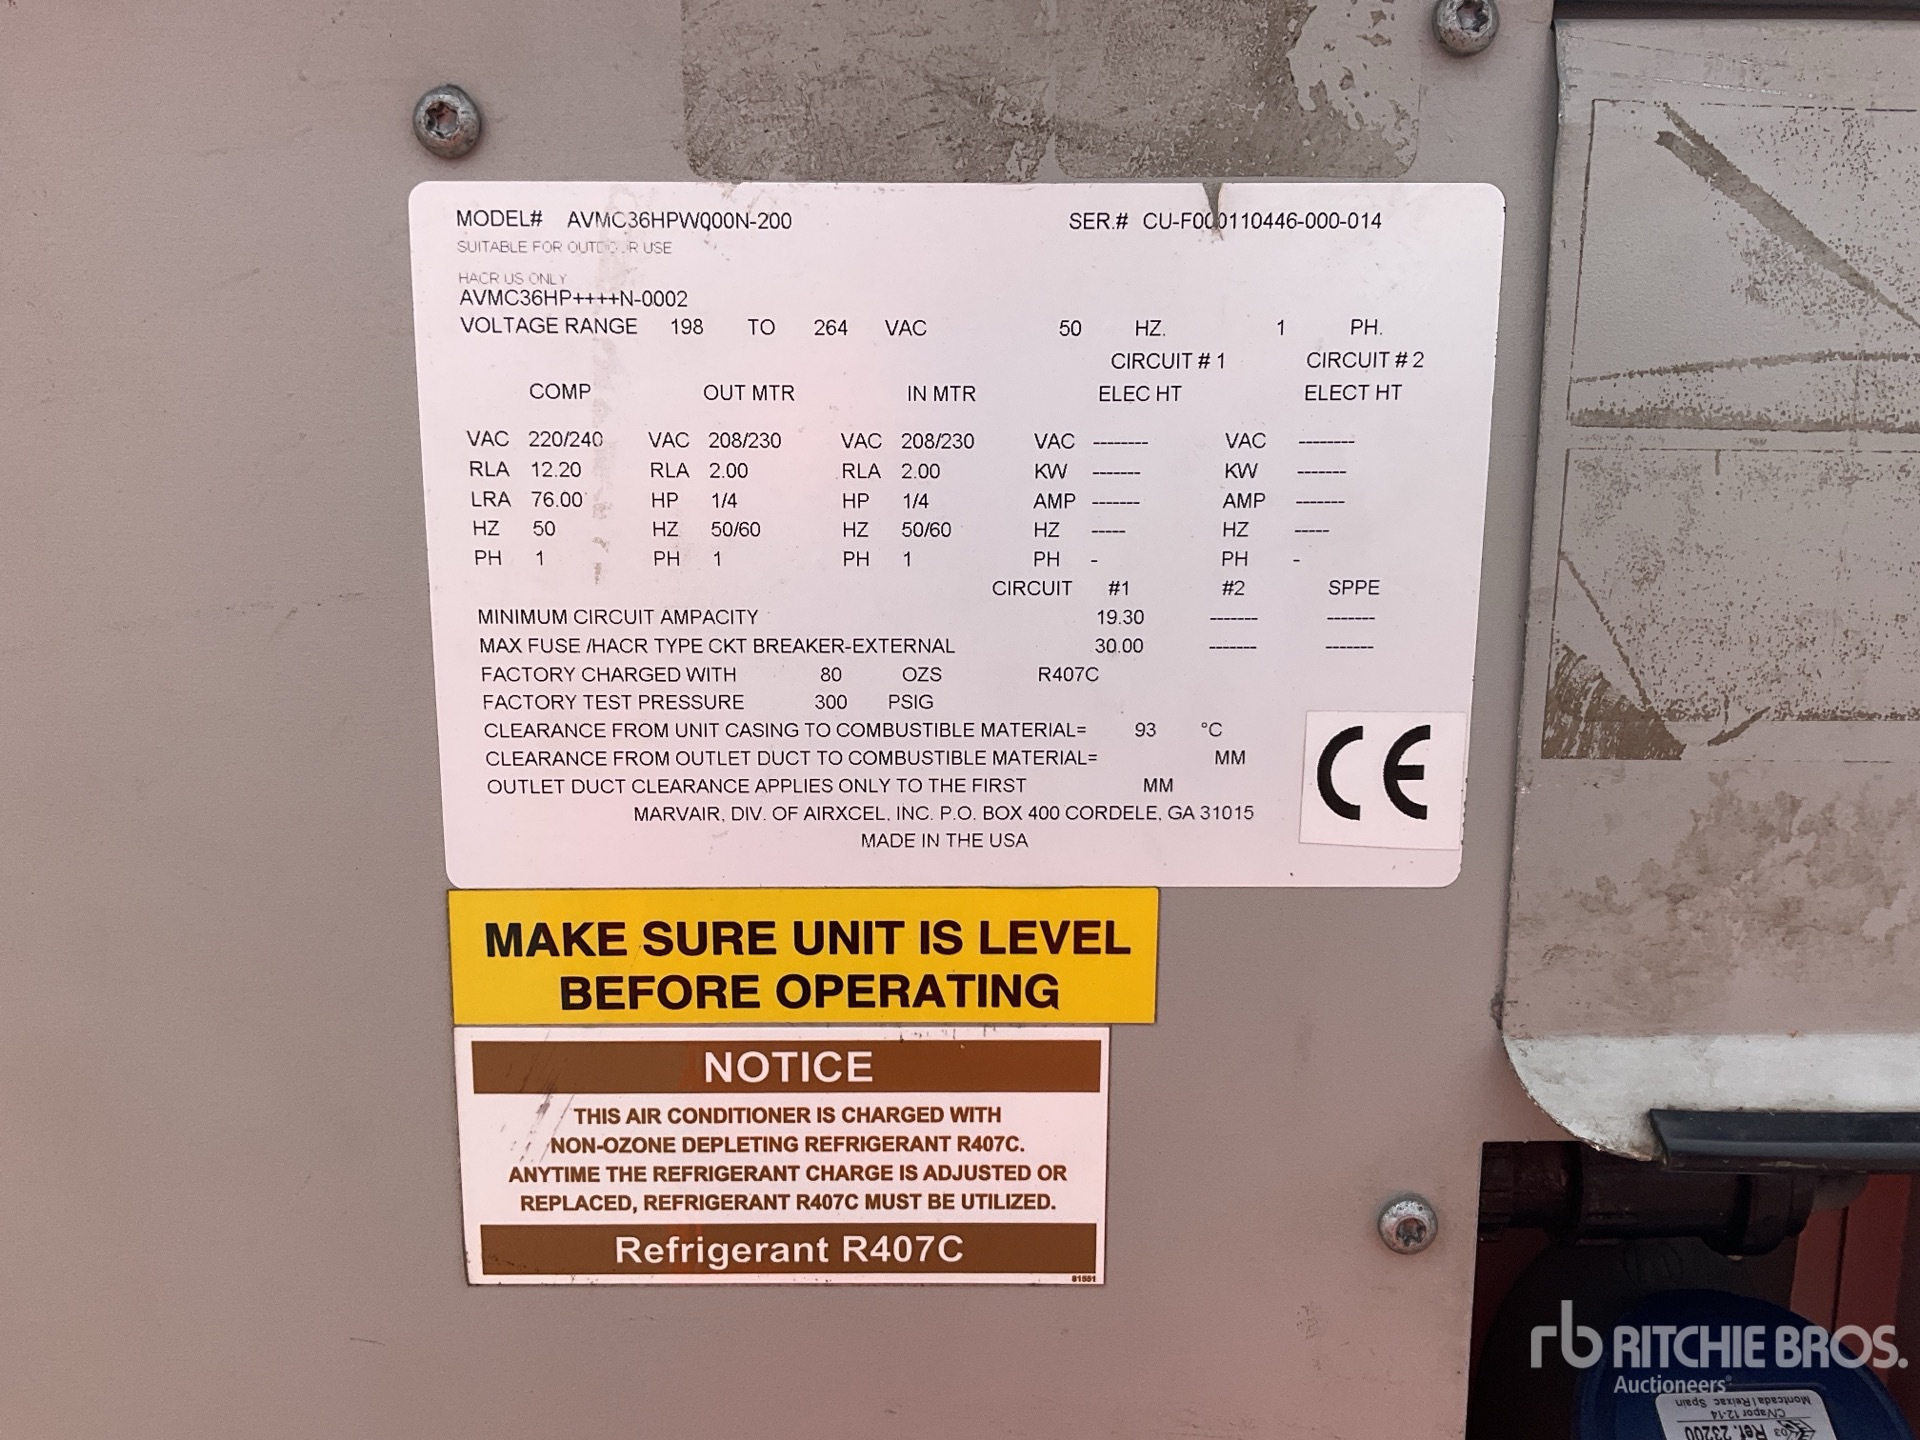 MODEL# AVMC36HPW000N-200 SER.# CU-F000110446-000-014
SUITABLE FOR OUTDOOR USE
HACR US ONLY
AVMC36HP++++N-0002
VOLTAGE RANGE 198 TO 264 VAC 50 HZ. 1 PH.
CIRCUIT # 1 CIRCUIT # 2
COMP OUT MTR IN MTR ELEC HT ELECT HT
VAC 220/240 VAC 208/230 VAC 208/230 VAC -------- VAC --------
RLA 12.20 RLA 2.00 RLA 2.00 KW ------- KW -------
LRA 76.00 HP 1/4 HP 1/4 AMP ------- AMP -------
HZ 50 HZ 50/60 HZ 50/60 HZ ----- HZ -----
PH 1 PH 1 PH 1 PH - PH -
CIRCUIT #1 #2 SPPE
MINIMUM CIRCUIT AMPACITY 19.30 ------- -------
MAX FUSE /HACR TYPE CKT BREAKER-EXTERNAL 30.00 ------- -------
FACTORY CHARGED WITH 80 OZS R407C
FACTORY TEST PRESSURE 300 PSIG
CLEARANCE FROM UNIT CASING TO COMBUSTIBLE MATERIAL= 93 °C
CLEARANCE FROM OUTLET DUCT TO COMBUSTIBLE MATERIAL= MM
OUTLET DUCT CLEARANCE APPLIES ONLY TO THE FIRST MM
MARVAIR, DIV. OF AIRXCEL, INC. P.O. BOX 400 CORDELE, GA 31015
MADE IN THE USA
CE
MAKE SURE UNIT IS LEVEL
BEFORE OPERATING
NOTICE
THIS AIR CONDITIONER IS CHARGED WITH
NON-OZONE DEPLETING REFRIGERANT R407C.
ANYTIME THE REFRIGERANT CHARGE IS ADJUSTED OR
REPLACED, REFRIGERANT R407C MUST BE UTILIZED.
Refrigerant R407C
81551
rb RITCHIE BROS.
Auctioneers
Ref. 23200
C/Vapor 12-14
Montcada I Reixac Spain